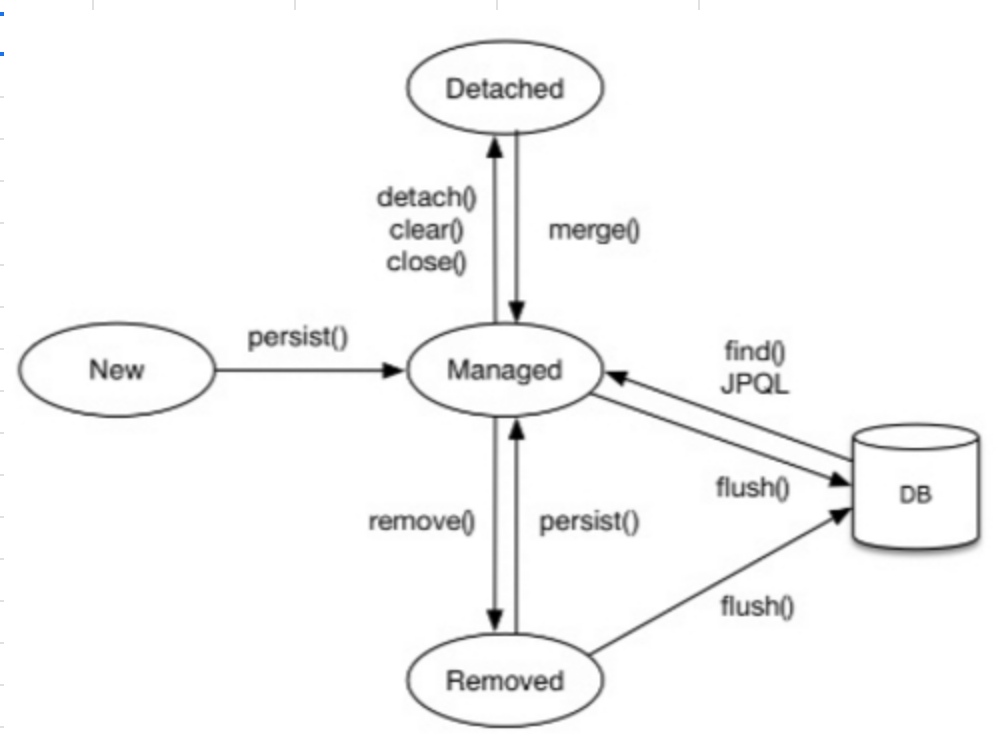 Detached
detach()
clear()
close()
merge()
New
persist()
Managed
find()
JPQL
flush()
DB
remove()
persist()
flush()
Removed